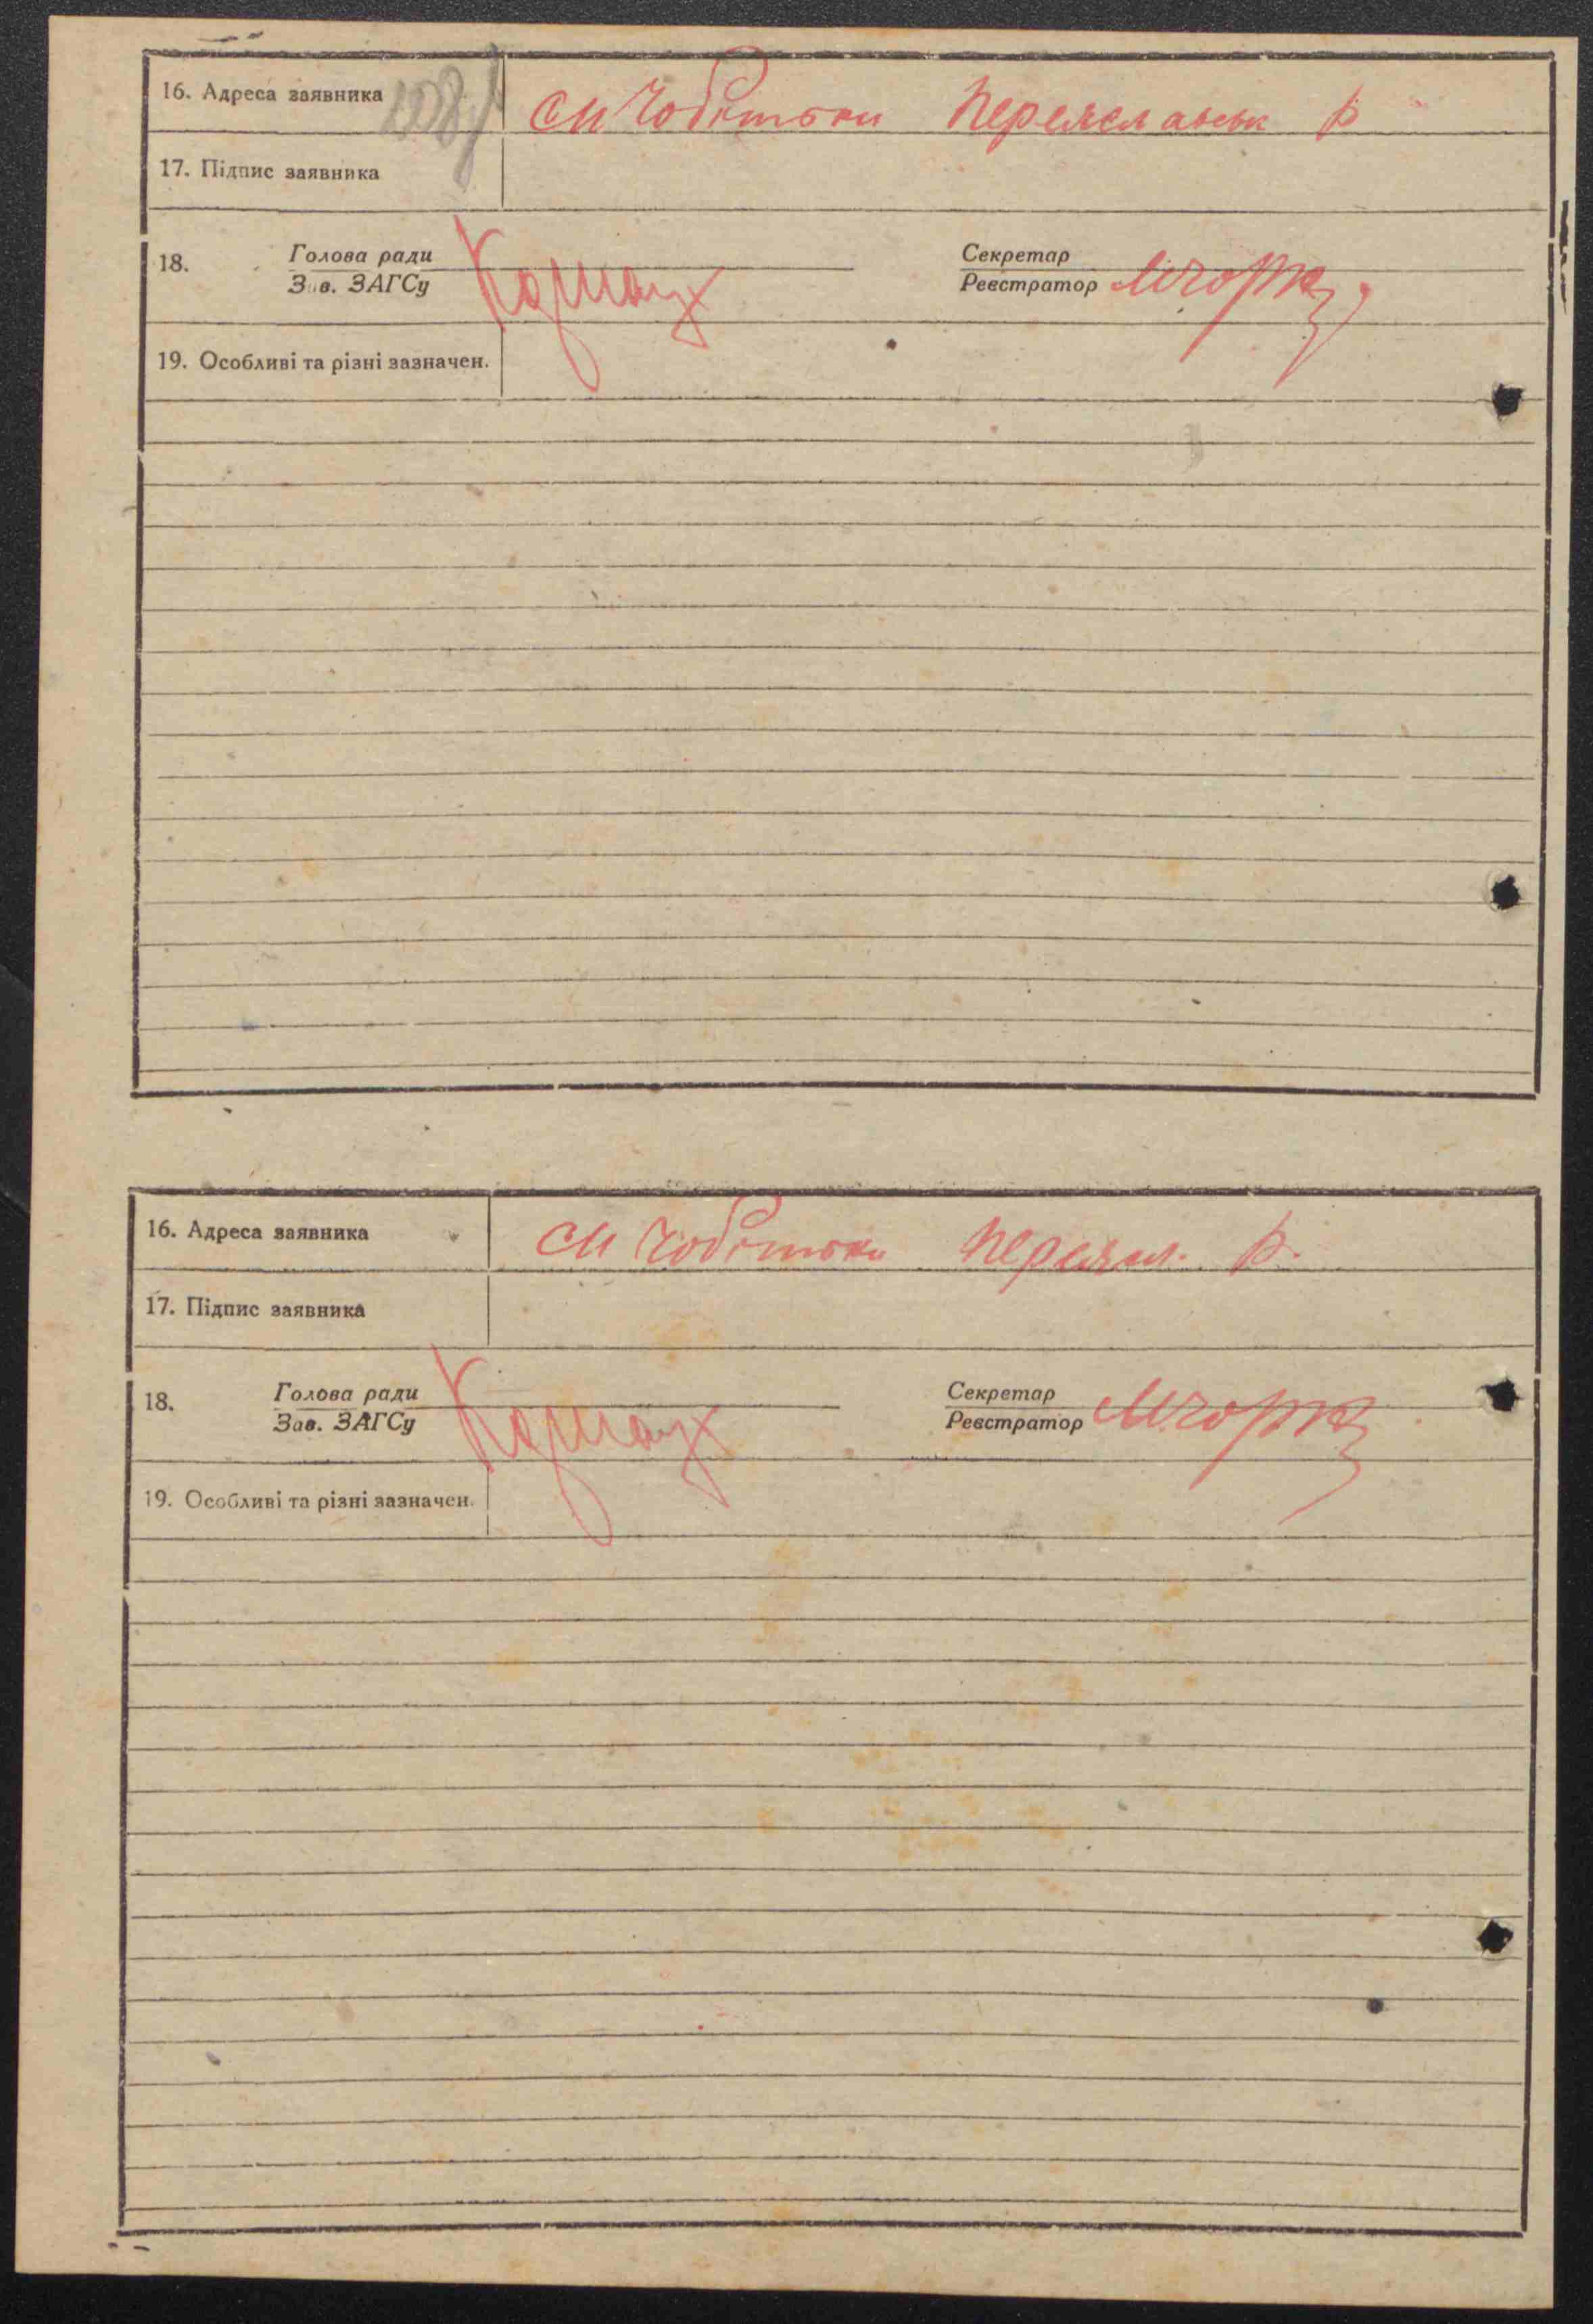 16. Адреса заявника см Чобітьки Переяславськ р
17. Підпис заявника
18. Голова ради Секретар
Зав. ЗАГСу Реєстратор
19. Особливі та різні зазначен.
16. Адреса заявника см Чобітьки Переясл. р.
17. Підпис заявника
18. Голова ради Секретар
Зав. ЗАГСу Реєстратор
19. Особливі та різні зазначен.